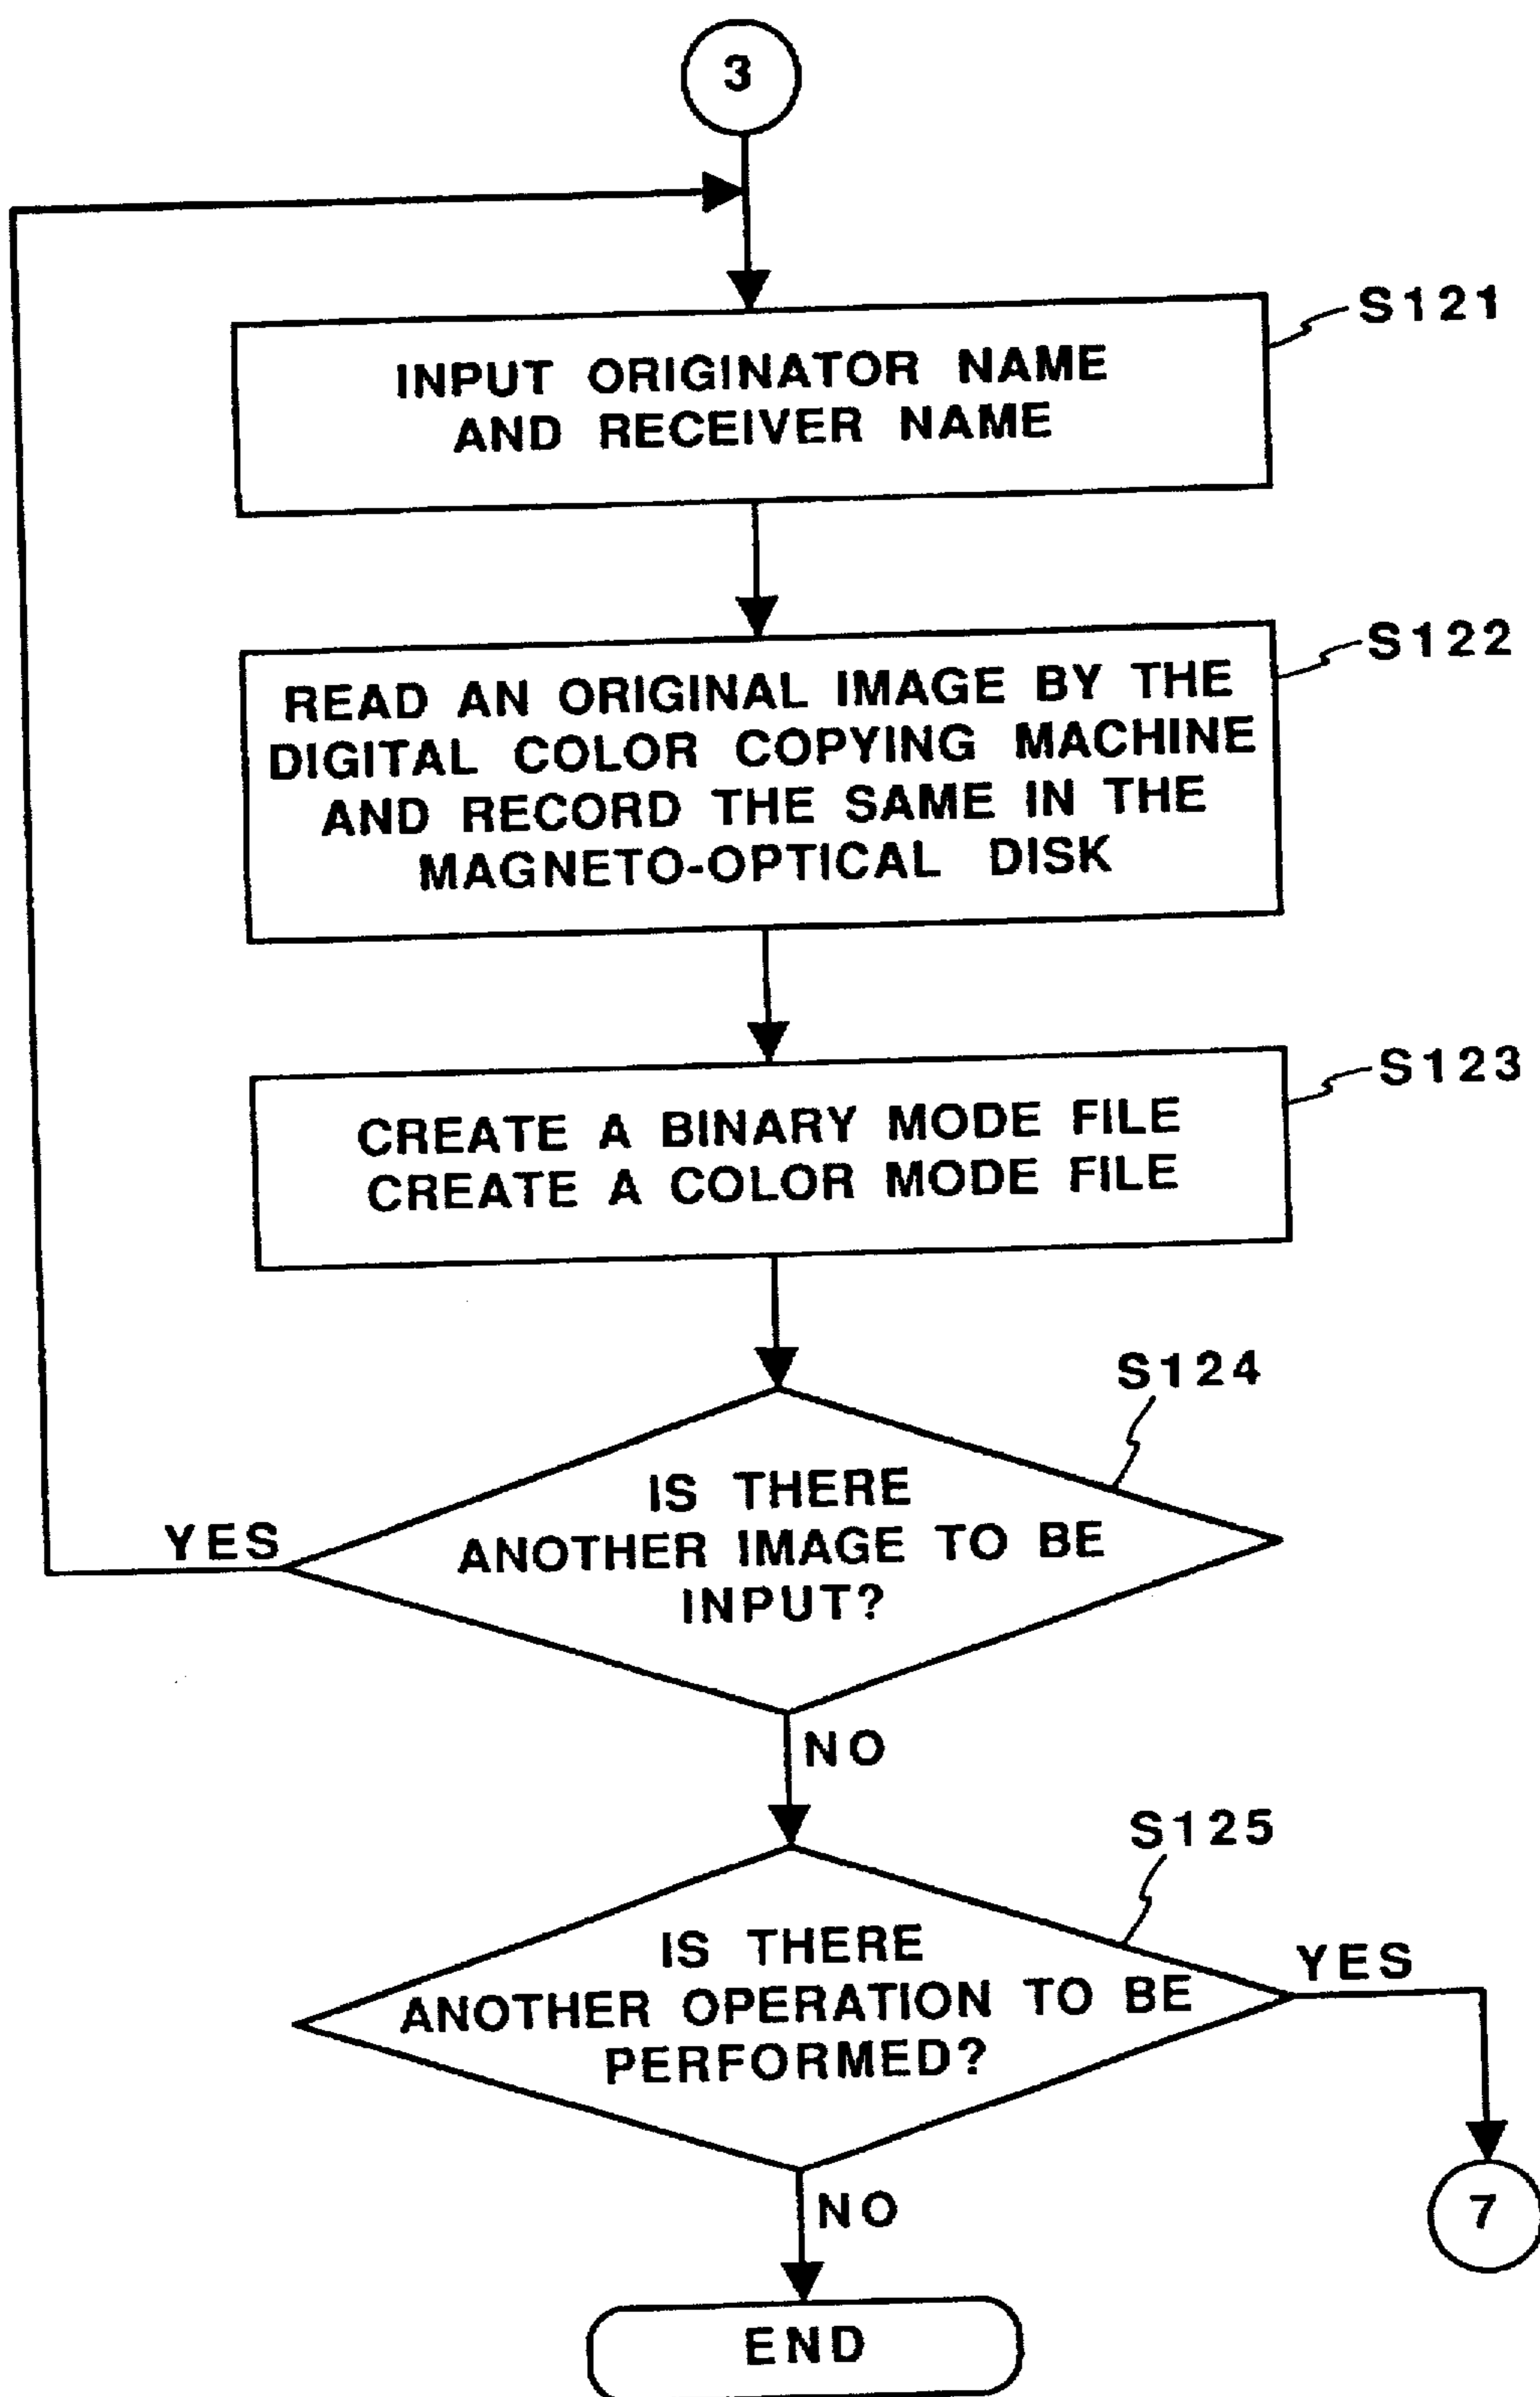 3
S121
INPUT ORIGINATOR NAME
AND RECEIVER NAME
S122
READ AN ORIGINAL IMAGE BY THE
DIGITAL COLOR COPYING MACHINE
AND RECORD THE SAME IN THE
MAGNETO-OPTICAL DISK
S123
CREATE A BINARY MODE FILE
CREATE A COLOR MODE FILE
S124
IS THERE
ANOTHER IMAGE TO BE
INPUT?
YES
NO
S125
IS THERE
ANOTHER OPERATION TO BE
PERFORMED?
YES
NO
7
END